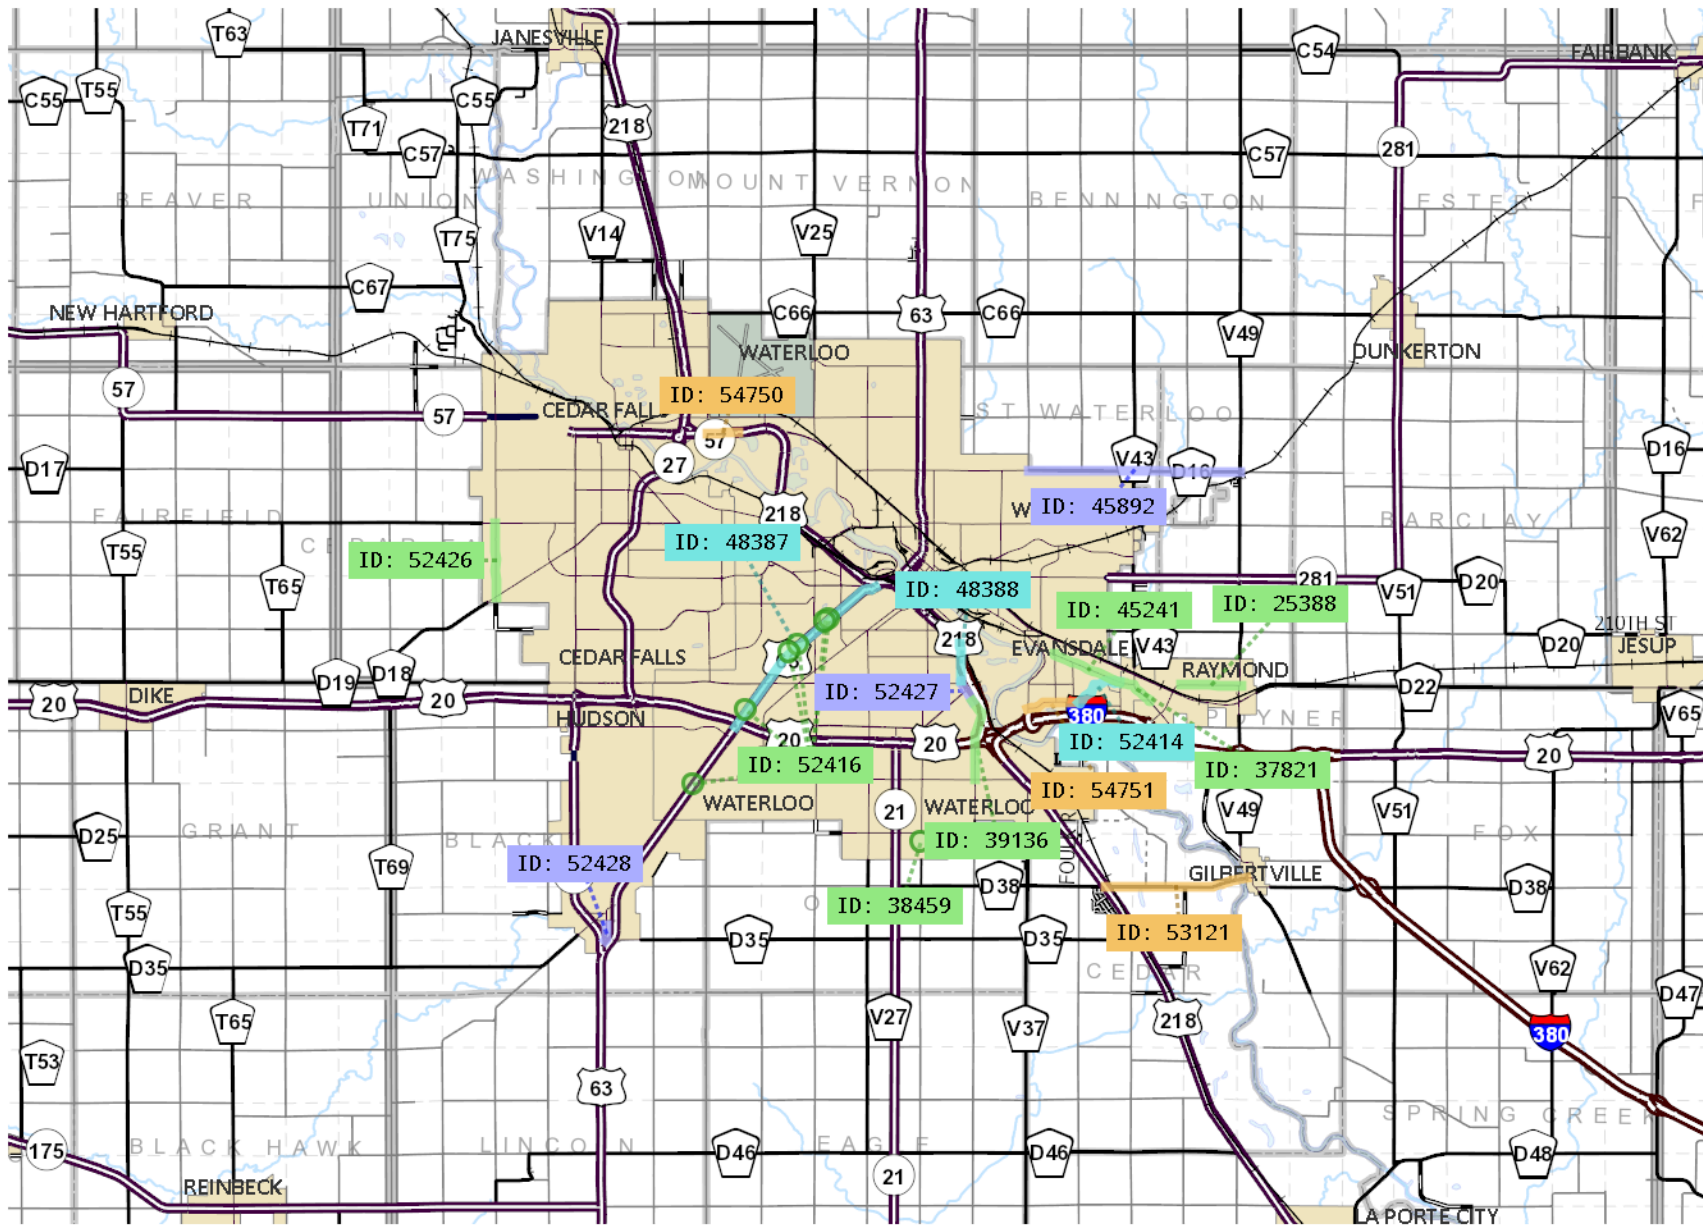 JANESVILLE
FAIRBANK
T63
C54
T55
C55
C55
218
T71
C57
C57
281
WASHINGTON
MOUNT VERNON
BEAVER
UNION
BENNINGTON
LESTER
T75
V14
V25
C67
NEW HARTFORD
C66
63
C66
V49
WATERLOO
DUNKERTON
57
57
CEDAR FALLS
ID: 54750
57
ST WATERLOO
27
D17
V43
D16
D16
218
ID: 45892
FAIRFIELD
BARCLAY
V62
T55
ID: 52426
ID: 48387
T65
ID: 48388
281
D20
V51
ID: 45241
ID: 25388
210TH ST
218
EVANSDALE
V43
D20
JESUP
CEDAR FALLS
RAYMOND
D19
D18
DIKE
20
20
ID: 52427
D22
V65
HUDSON
380
POYNER
20
20
ID: 52414
20
ID: 52416
ID: 37821
WATERLOO
WATERLOO
ID: 54751
21
V49
V51
D25
GRANT
BLACK
FOX
ID: 39136
ID: 52428
T69
GILBERTVILLE
D38
D38
ID: 38459
T55
ID: 53121
D35
D35
D35
CEDAR
V62
D47
T65
V27
V37
218
380
T53
63
SPRING CREEK
175
BLACK HAWK
LINCOLN
EAGLE
D46
D46
D48
21
REINBECK
LA PORTE CITY